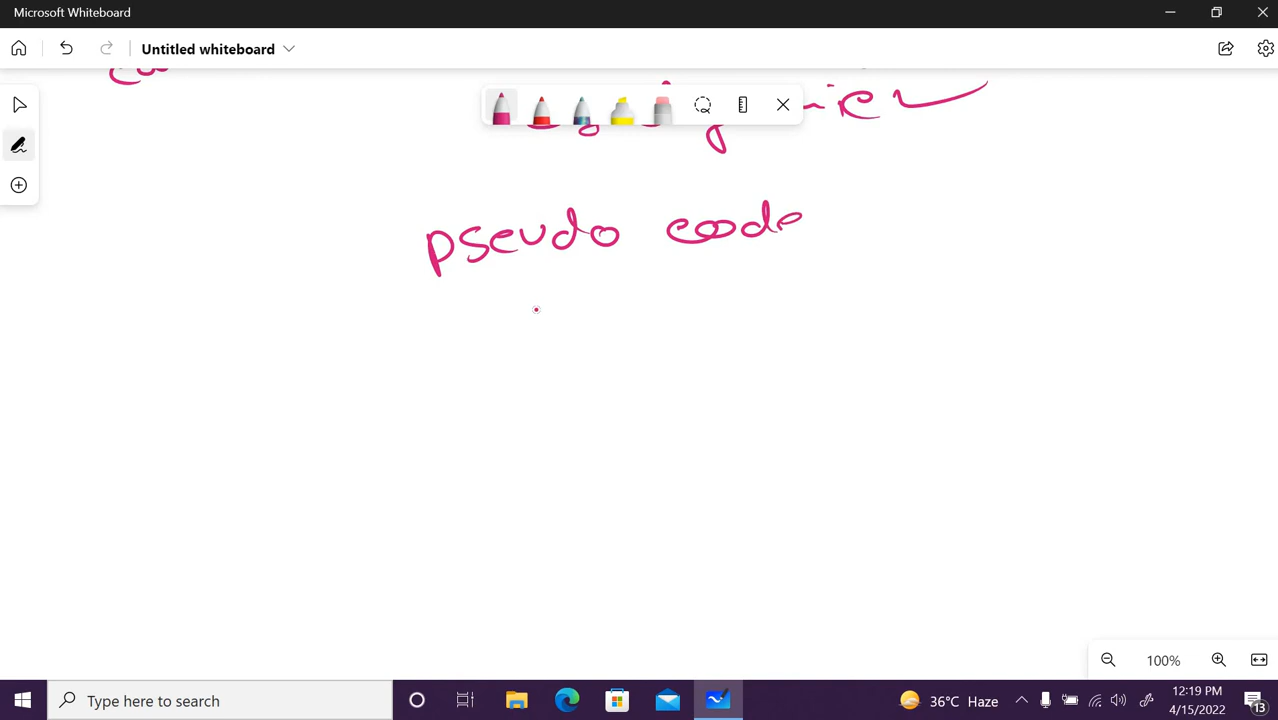 Microsoft Whiteboard
Untitled whiteboard
pseudo code
100%
Type here to search
36°C Haze
12:19 PM
4/15/2022
13